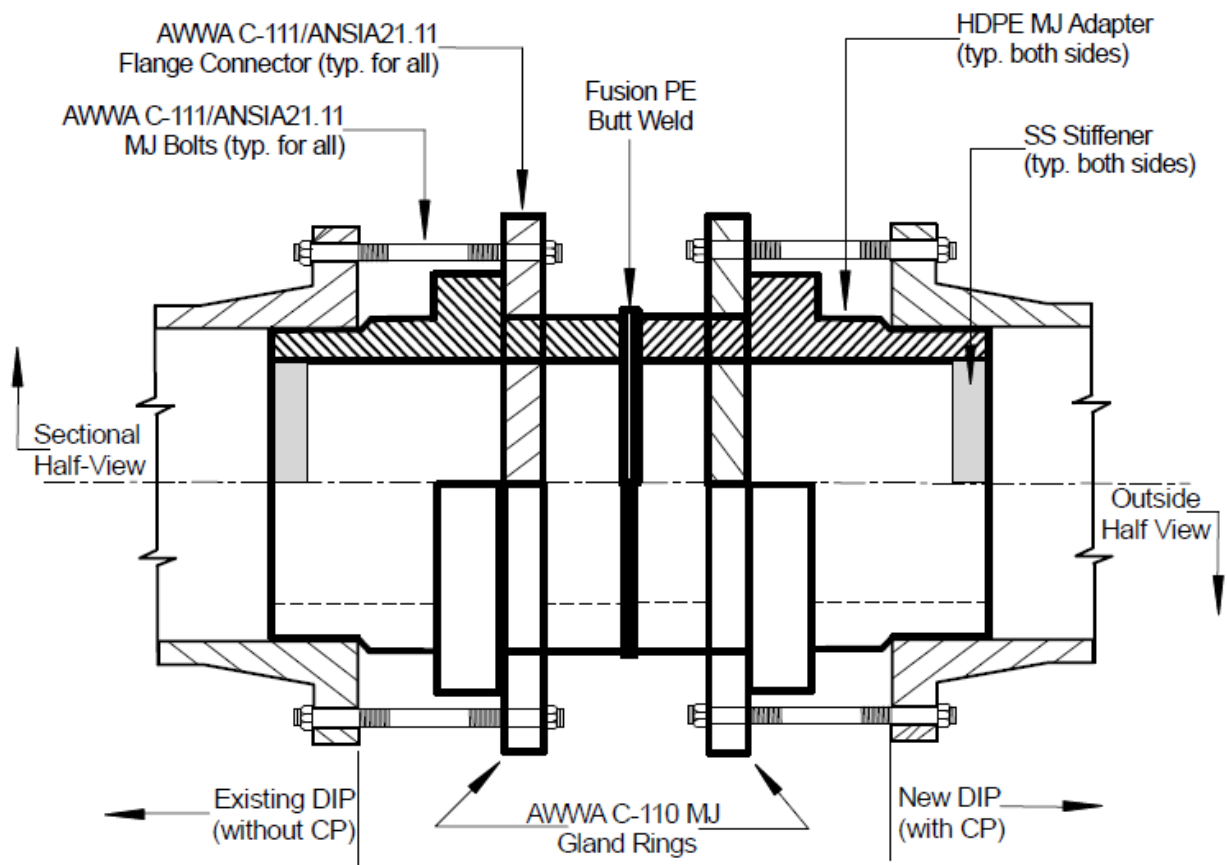 AWWA C-111/ANSIA21.11
Flange Connector (typ. for all)
AWWA C-111/ANSIA21.11
MJ Bolts (typ. for all)
Fusion PE
Butt Weld
HDPE MJ Adapter
(typ. both sides)
SS Stiffener
(typ. both sides)
Sectional
Half-View
Outside
Half View
Existing DIP
(without CP)
AWWA C-110 MJ
Gland Rings
New DIP
(with CP)